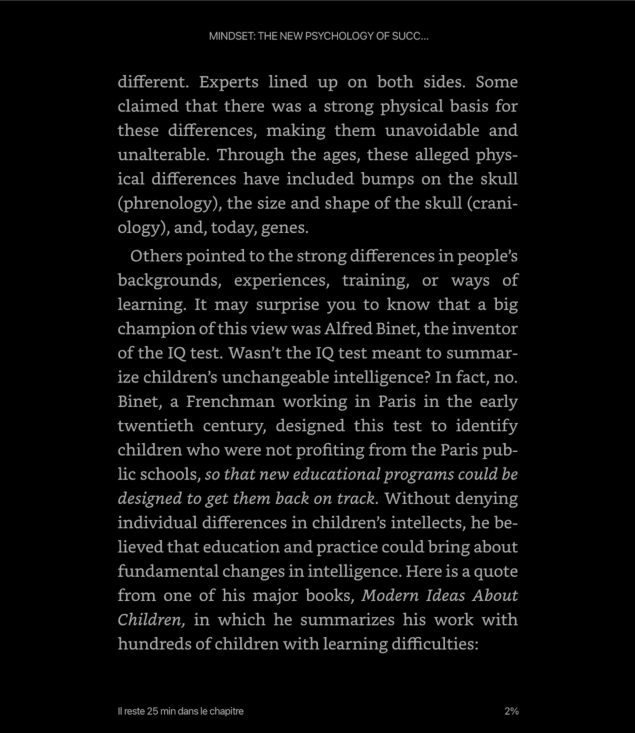 MINDSET: THE NEW PSYCHOLOGY OF SUCC...
different. Experts lined up on both sides. Some
claimed that there was a strong physical basis for
these differences, making them unavoidable and
unalterable. Through the ages, these alleged phys-
ical differences have included bumps on the skull
(phrenology), the size and shape of the skull (crani-
ology), and, today, genes.
Others pointed to the strong differences in people’s
backgrounds, experiences, training, or ways of
learning. It may surprise you to know that a big
champion of this view was Alfred Binet, the inventor
of the IQ test. Wasn’t the IQ test meant to summar-
ize children’s unchangeable intelligence? In fact, no.
Binet, a Frenchman working in Paris in the early
twentieth century, designed this test to identify
children who were not profiting from the Paris pub-
lic schools, so that new educational programs could be
designed to get them back on track. Without denying
individual differences in children’s intellects, he be-
lieved that education and practice could bring about
fundamental changes in intelligence. Here is a quote
from one of his major books, Modern Ideas About
Children, in which he summarizes his work with
hundreds of children with learning difficulties:
Il reste 25 min dans le chapitre
2%